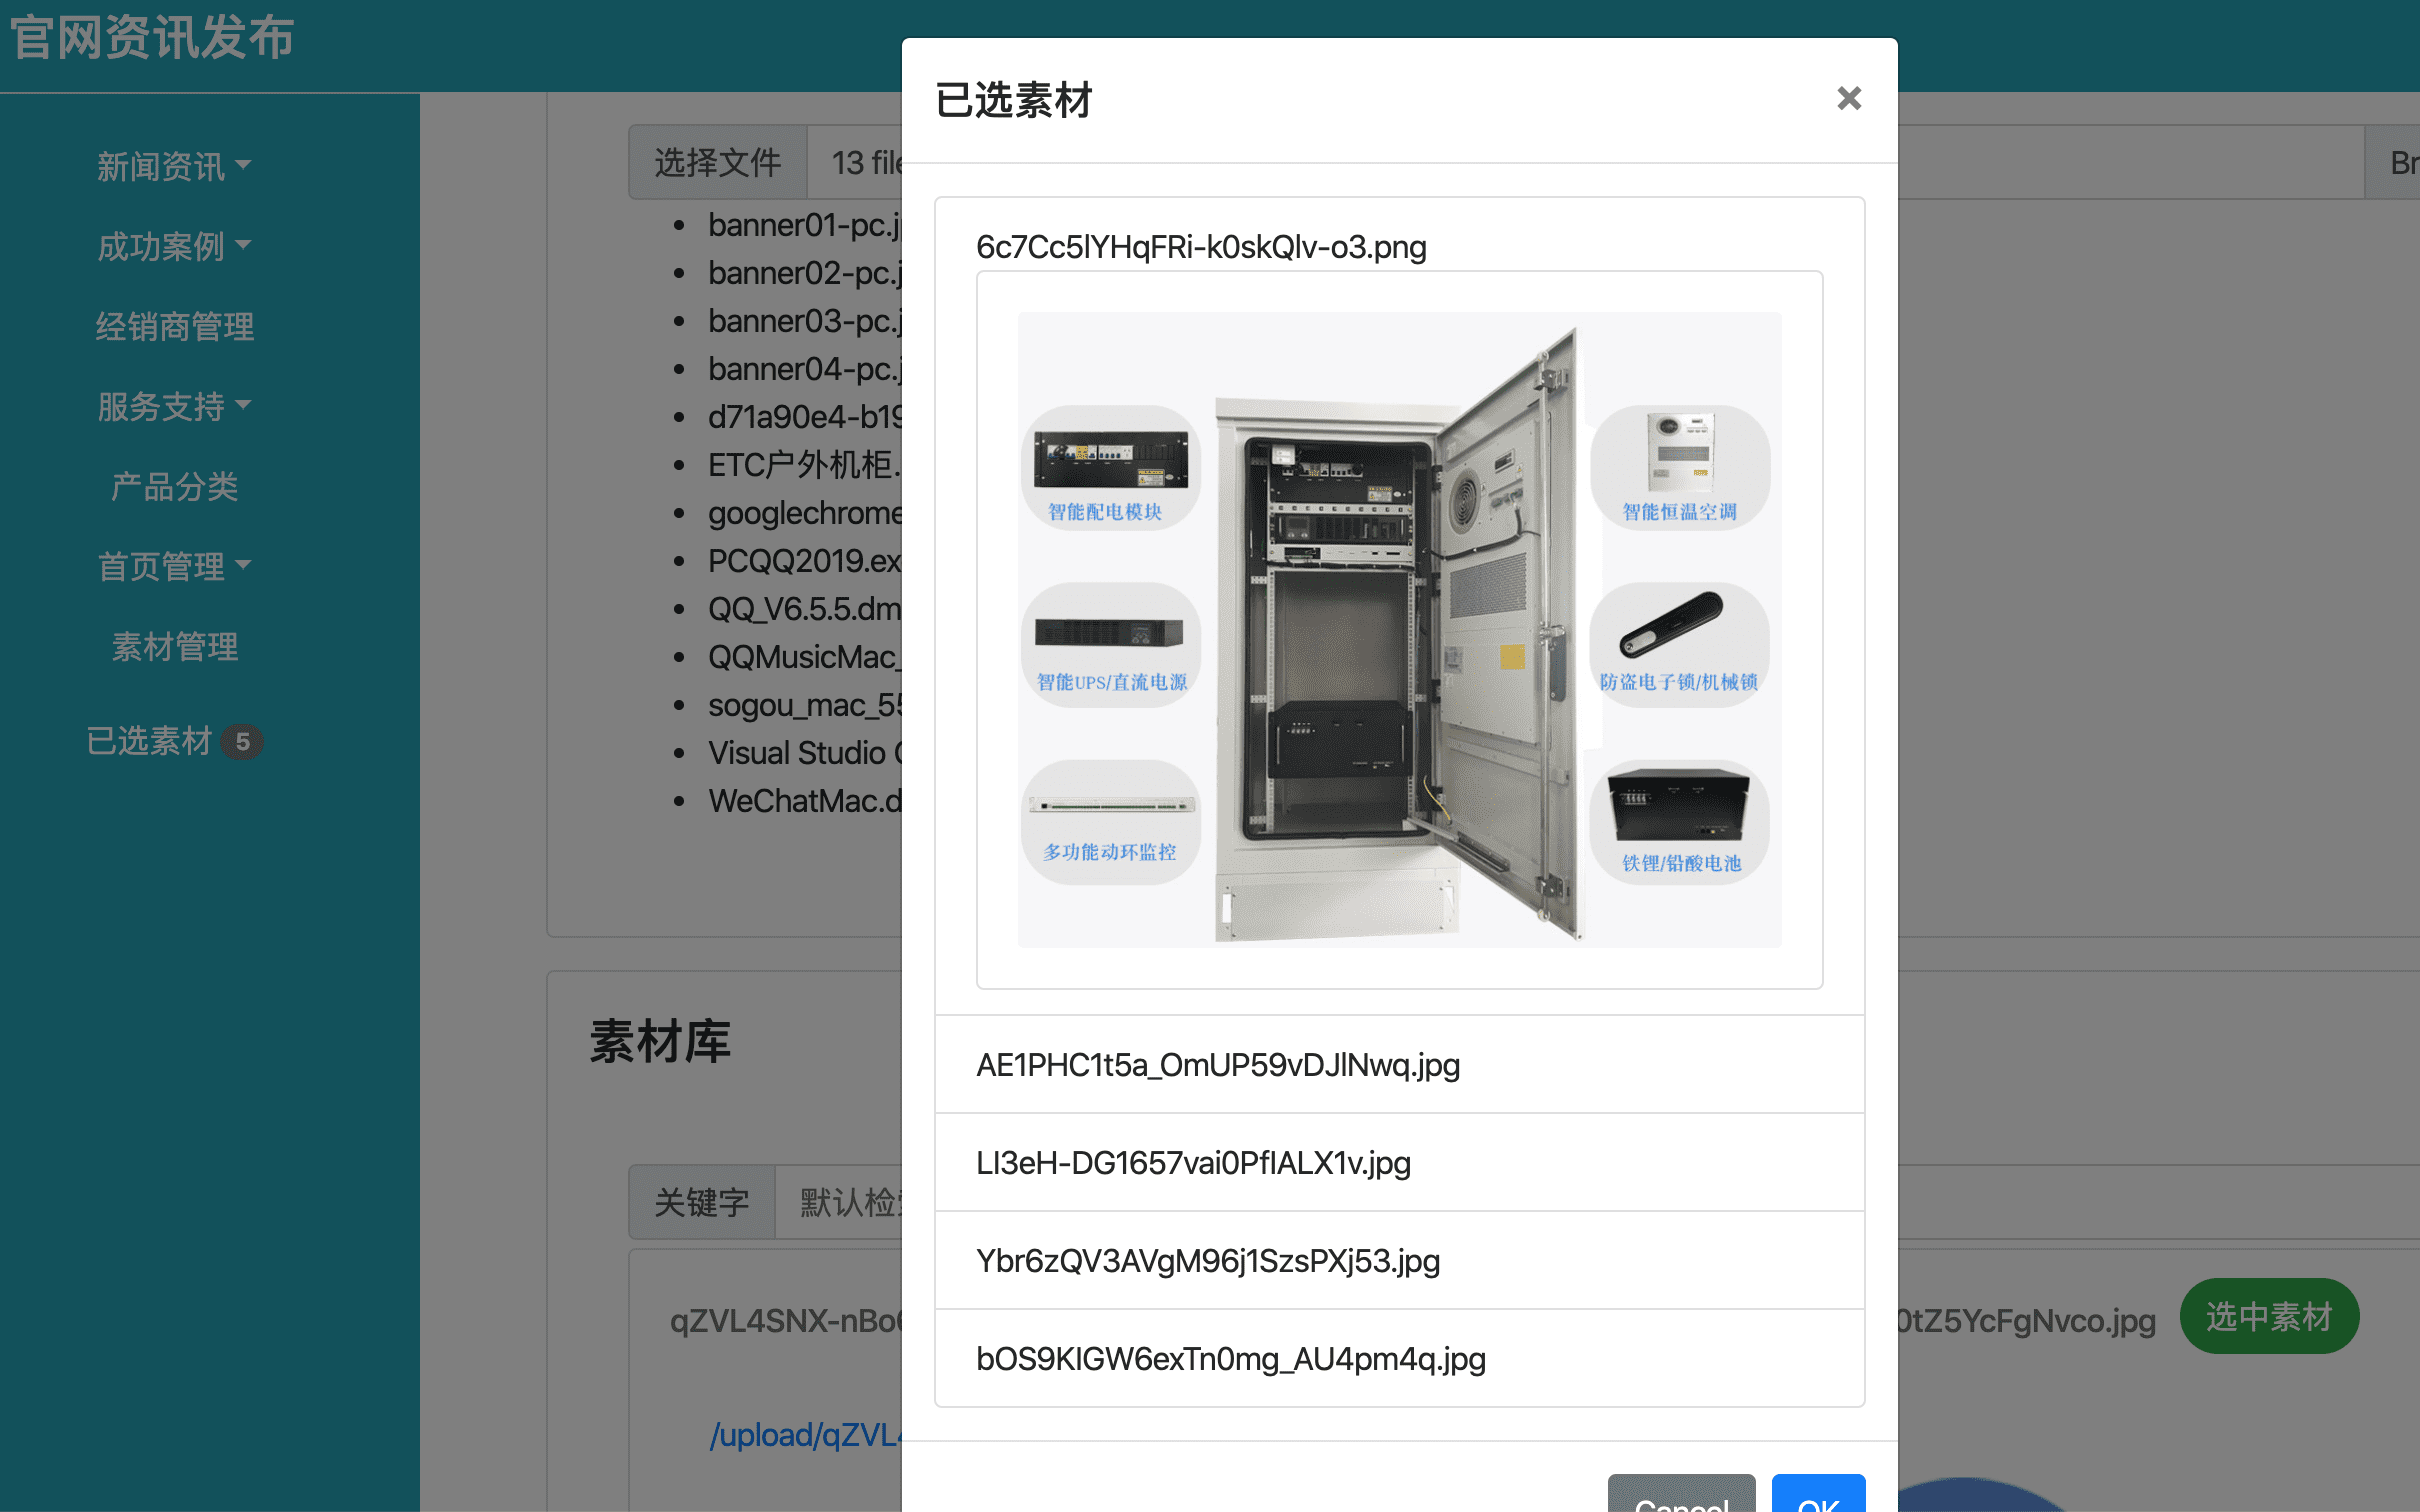 官网资讯发布
新闻资讯
成功案例
经销商管理
服务支持
产品分类
首页管理
素材管理
已选素材 5
选择文件 13 file
Br
banner01-pc.j
banner02-pc.j
banner03-pc.j
banner04-pc.j
d71a90e4-b19
ETC户外机柜.
googlechrome
PCQQ2019.ex
QQ_V6.5.5.dm
QQMusicMac_
sogou_mac_55
Visual Studio C
WeChatMac.d
素材库
关键字 默认检
qZVL4SNX-nBo6
0tZ5YcFgNvco.jpg 选中素材
/upload/qZVL4
已选素材 ×
6c7Cc5lYHqFRi-k0skQlv-o3.png
智能配电模块
智能恒温空调
智能UPS/直流电源
防盗电子锁/机械锁
多功能动环监控
铁锂/铅酸电池
AE1PHC1t5a_OmUP59vDJlNwq.jpg
LI3eH-DG1657vai0PfIALX1v.jpg
Ybr6zQV3AVgM96j1SzsPXj53.jpg
bOS9KIGW6exTn0mg_AU4pm4q.jpg
Cancel OK